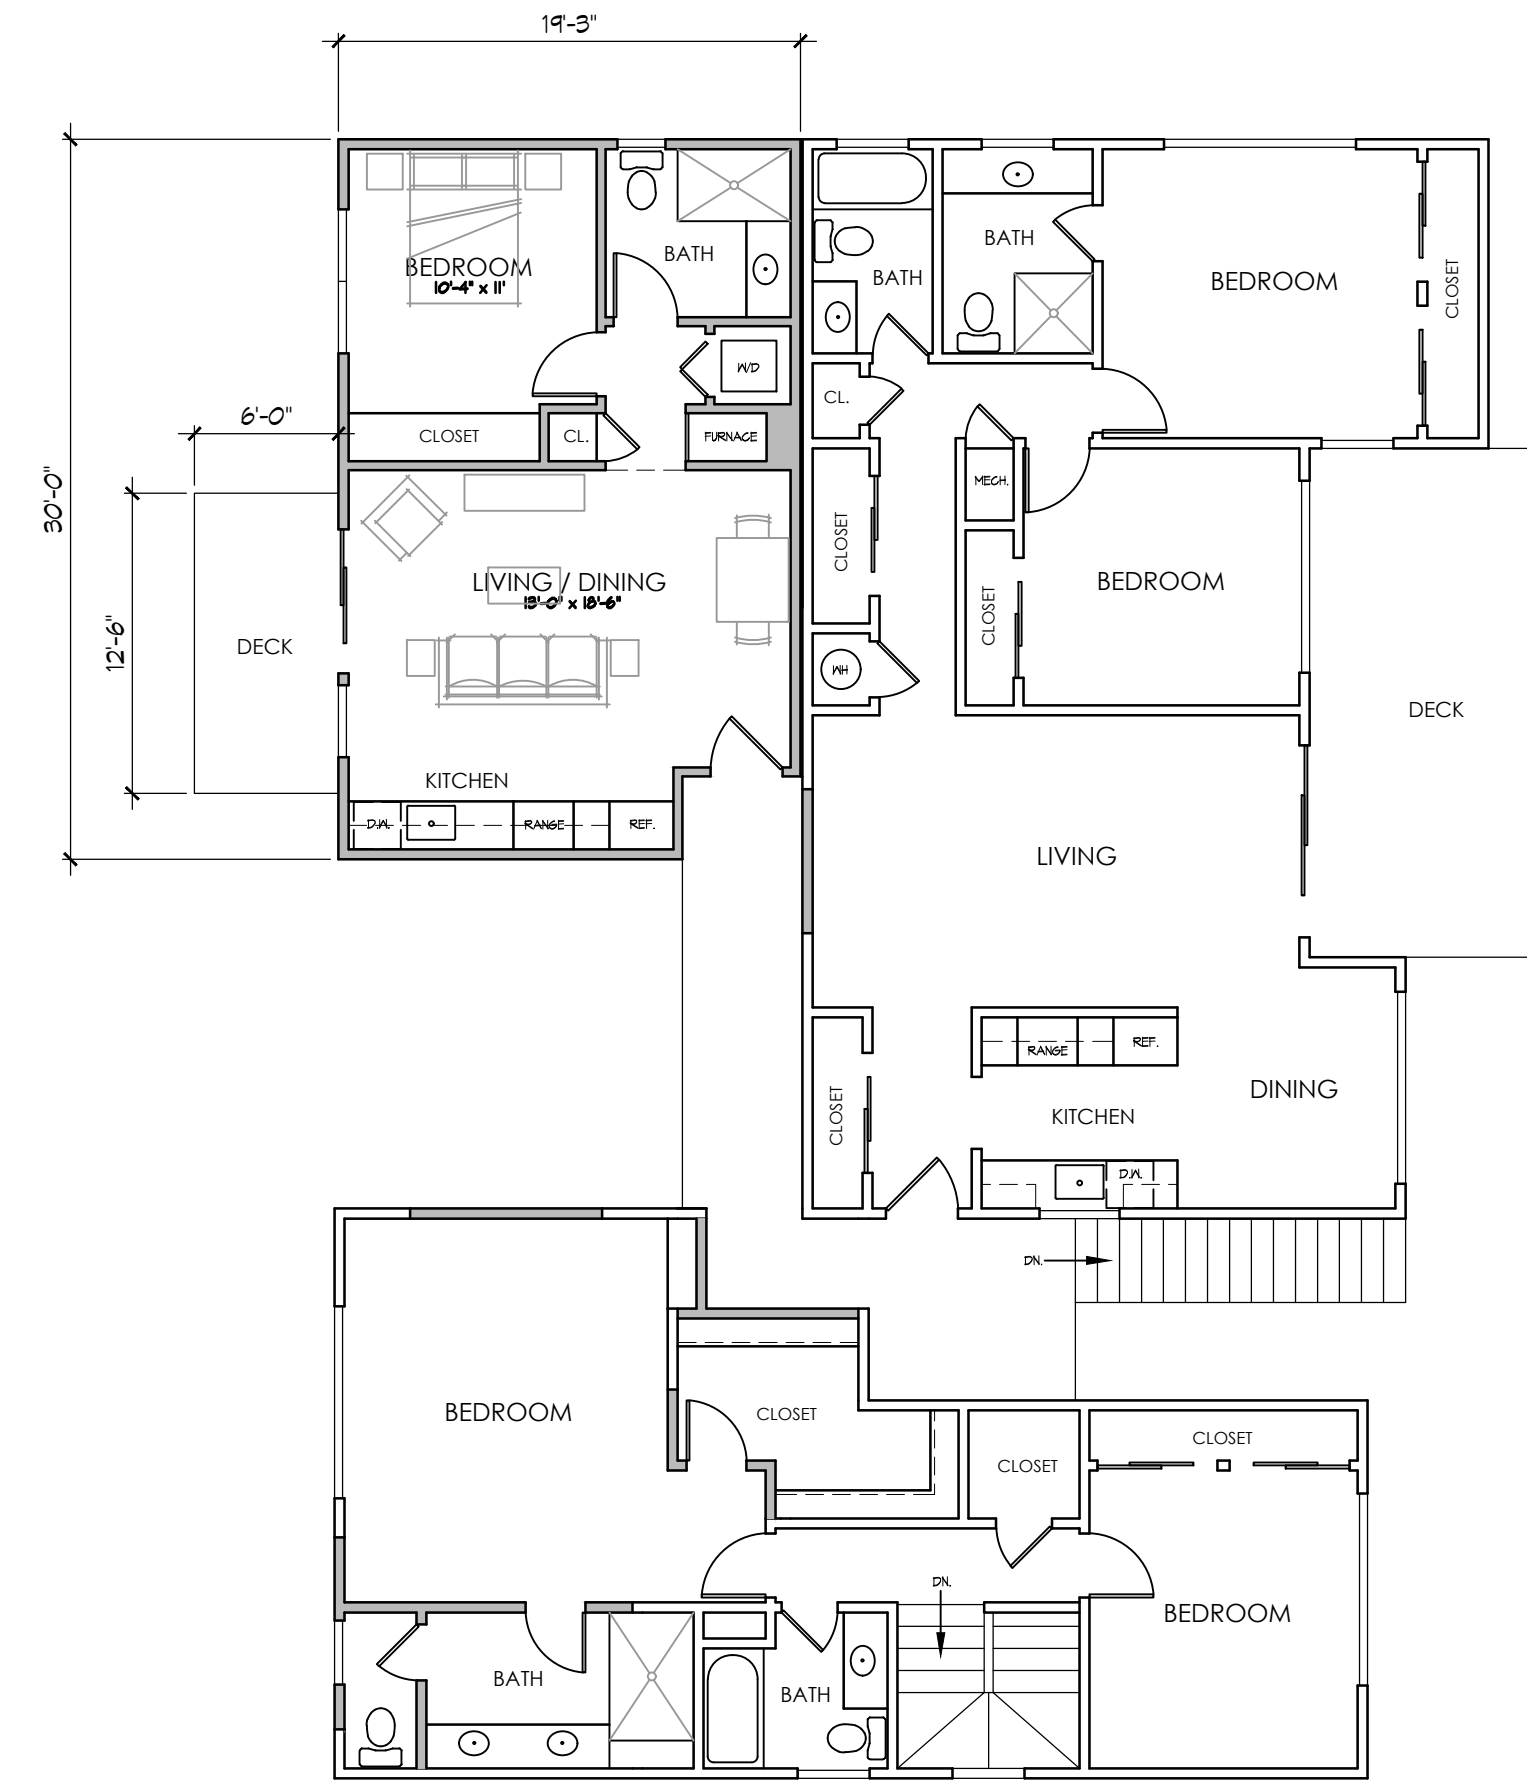 19'-3"
BEDROOM
10'-4" x 11'
BATH
W/D
CLOSET
CL.
FURNACE
6'-0"
30'-0"
12'-6"
DECK
LIVING / DINING
13'-0" x 18'-6"
KITCHEN
D.W.
RANGE
REF.
BATH
BATH
BEDROOM
CLOSET
CL.
MECH.
CLOSET
CLOSET
BEDROOM
WH
DECK
LIVING
RANGE
REF.
DINING
CLOSET
KITCHEN
D.W.
DN.
BEDROOM
CLOSET
CLOSET
CLOSET
DN.
BEDROOM
BATH
BATH